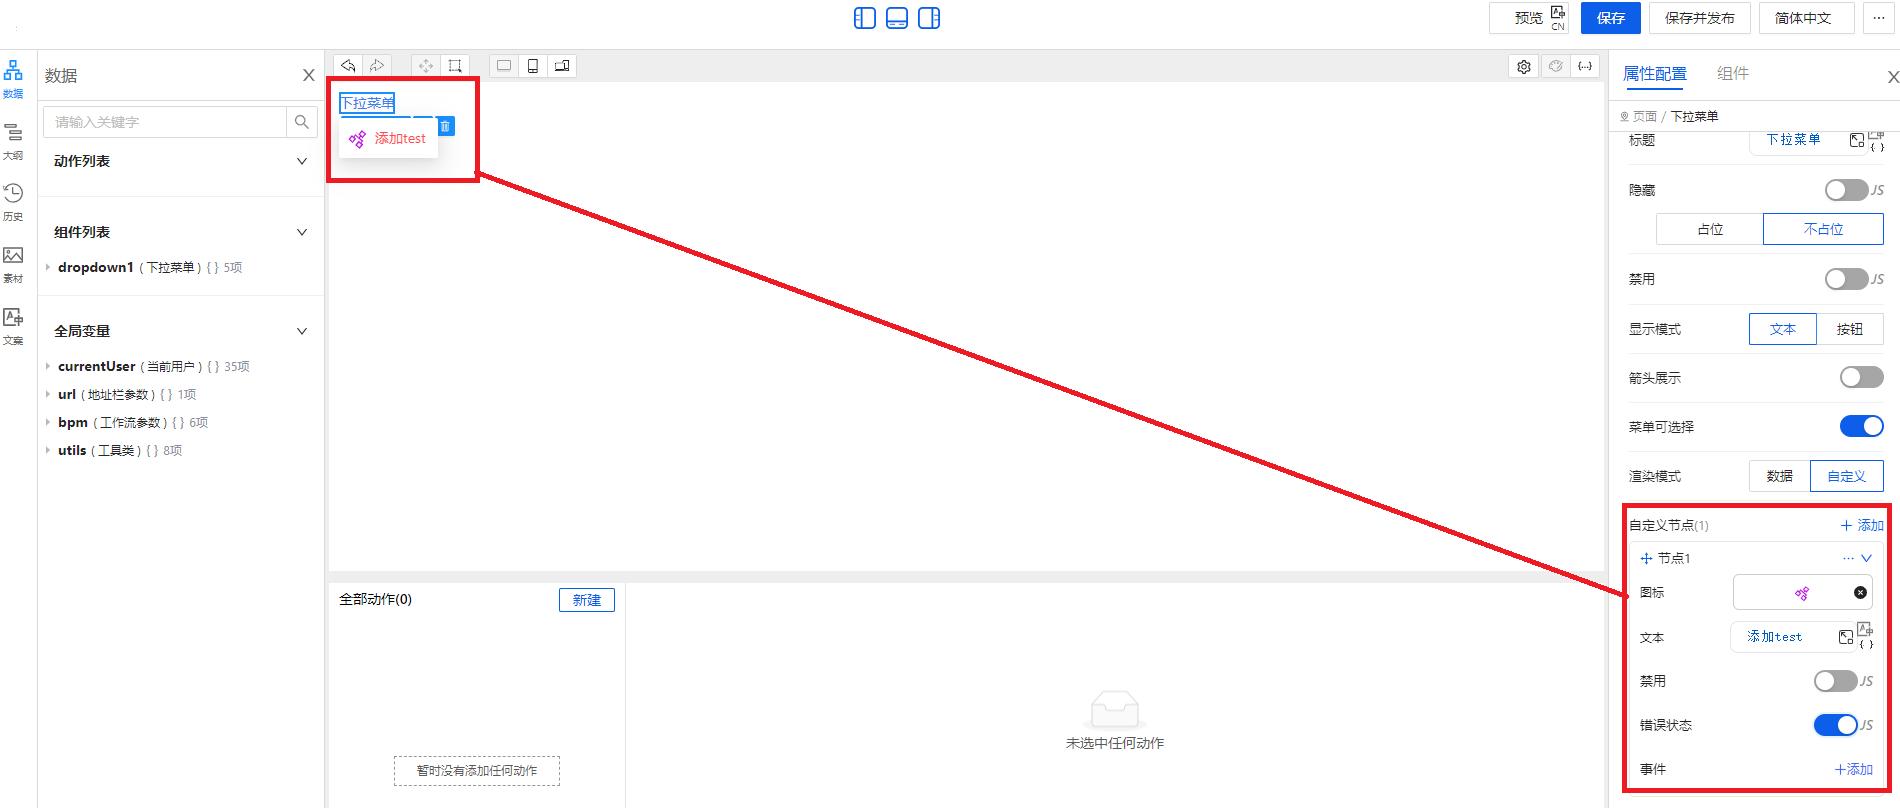 预览
CN
保存
保存并发布
简体中文
...
数据
大纲
历史
素材
文案
数据
X
请输入关键字
动作列表
组件列表
dropdown1 ( 下拉菜单 ) { } 5项
全局变量
currentUser ( 当前用户 ) { } 35项
url ( 地址栏参数 ) { } 1项
bpm ( 工作流参数 ) { } 6项
utils ( 工具类 ) { } 8项
下拉菜单
添加test
全部动作(0)
新建
暂时没有添加任何动作
未选中任何动作
属性配置
组件
X
页面 / 下拉菜单
标题
下拉菜单
隐藏
JS
占位
不占位
禁用
JS
显示模式
文本
按钮
箭头展示
菜单可选择
渲染模式
数据
自定义
自定义节点(1)
+ 添加
节点1
...
图标
文本
添加test
禁用
JS
错误状态
JS
事件
+添加